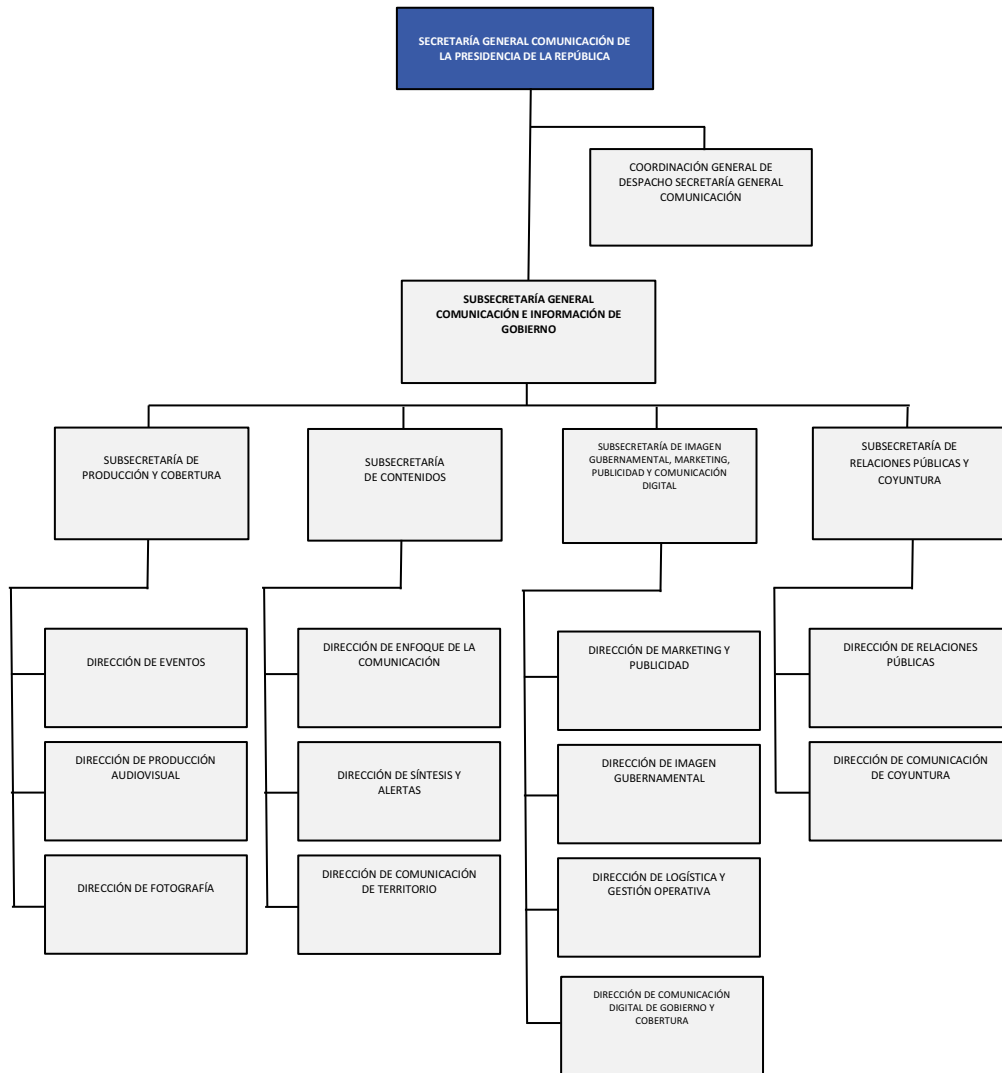 SECRETARÍA GENERAL COMUNICACIÓN DE
LA PRESIDENCIA DE LA REPÚBLICA
COORDINACIÓN GENERAL DE
DESPACHO SECRETARÍA GENERAL
COMUNICACIÓN
SUBSECRETARÍA GENERAL
COMUNICACIÓN E INFORMACIÓN DE
GOBIERNO
SUBSECRETARÍA DE
PRODUCCIÓN Y COBERTURA
SUBSECRETARÍA
DE CONTENIDOS
SUBSECRETARÍA DE IMAGEN
GUBERNAMENTAL, MARKETING,
PUBLICIDAD Y COMUNICACIÓN
DIGITAL
SUBSECRETARÍA DE
RELACIONES PÚBLICAS Y
COYUNTURA
DIRECCIÓN DE EVENTOS
DIRECCIÓN DE PRODUCCIÓN
AUDIOVISUAL
DIRECCIÓN DE FOTOGRAFÍA
DIRECCIÓN DE ENFOQUE DE LA
COMUNICACIÓN
DIRECCIÓN DE SÍNTESIS Y
ALERTAS
DIRECCIÓN DE COMUNICACIÓN
DE TERRITORIO
DIRECCIÓN DE MARKETING Y
PUBLICIDAD
DIRECCIÓN DE IMAGEN
GUBERNAMENTAL
DIRECCIÓN DE LOGÍSTICA Y
GESTIÓN OPERATIVA
DIRECCIÓN DE COMUNICACIÓN
DIGITAL DE GOBIERNO Y
COBERTURA
DIRECCIÓN DE RELACIONES
PÚBLICAS
DIRECCIÓN DE COMUNICACIÓN
DE COYUNTURA